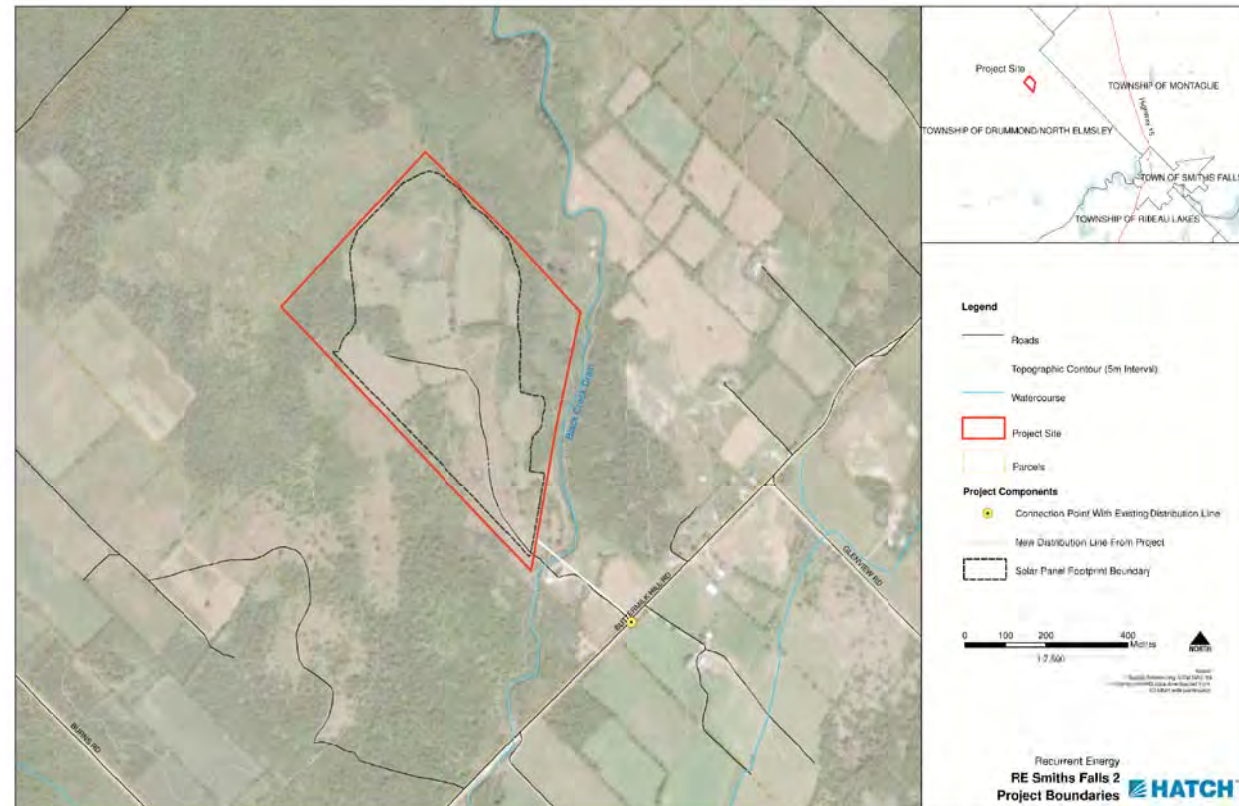 Project Site
TOWNSHIP OF MONTAGUE
Highway 15
TOWNSHIP OF DRUMMOND/NORTH ELMSLEY
TOWN OF SMITHS FALLS
TOWNSHIP OF RIDEAU LAKES
Black Creek Drain
BUTTERMILK HILL RD
GLENVIEW RD
BURNS RD
Legend
Roads
Topographic Contour (5m Interval)
Watercourse
Project Site
Parcels
Project Components
Connection Point With Existing Distribution Line
New Distribution Line From Project
Solar Panel Footprint Boundary
0 100 200 400
Metres
NORTH
Recurrent Energy
RE Smiths Falls 2
Project Boundaries
HATCH